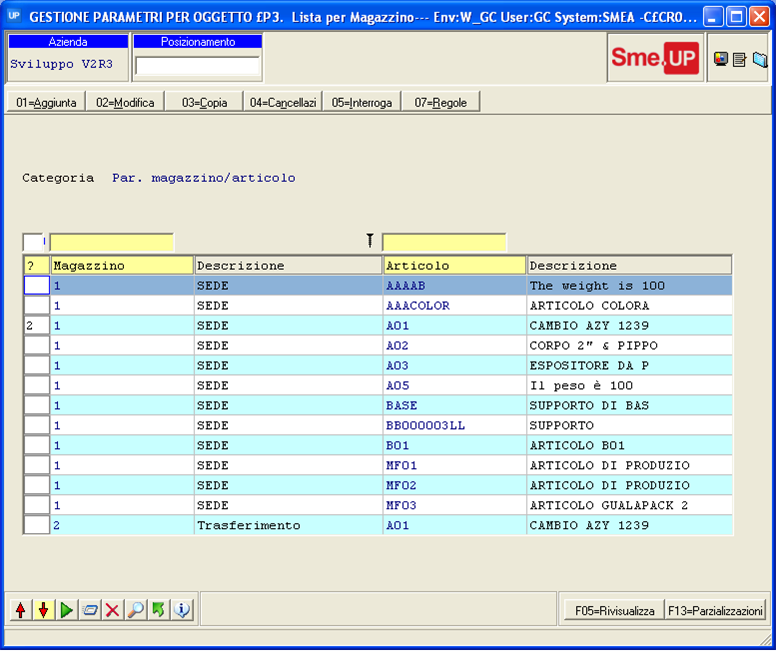 UP GESTIONE PARAMETRI PER OGGETTO £P3. Lista per Magazzino--- Env:W_GC User:GC System:SMEA -C£CR0...
Azienda Posizionamento
Sviluppo V2R3
Sme.UP
01=Aggiunta 02=Modifica 03=Copia 04=Cancellazi 05=Interroga 07=Regole
Categoria Par. magazzino/articolo
? Magazzino Descrizione Articolo Descrizione
1 SEDE AAAAB The weight is 100
1 SEDE AAACOLOR ARTICOLO COLORA
2 1 SEDE A01 CAMBIO AZY 1239
1 SEDE A02 CORPO 2" & PIPPO
1 SEDE A03 ESPOSITORE DA P
1 SEDE A05 Il peso è 100
1 SEDE BASE SUPPORTO DI BAS
1 SEDE BB000003LL SUPPORTO
1 SEDE B01 ARTICOLO B01
1 SEDE MF01 ARTICOLO DI PRODUZIO
1 SEDE MF02 ARTICOLO DI PRODUZIO
1 SEDE MF03 ARTICOLO GUALAPACK 2
2 Trasferimento A01 CAMBIO AZY 1239
F05=Rivisualizza F13=Parzializzazioni